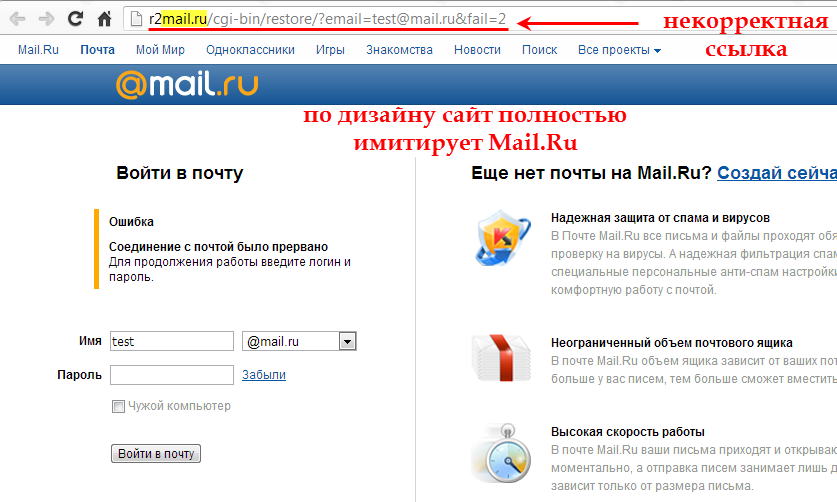 r2mail.ru/cgi-bin/restore/?email=test@mail.ru&fail=2
некорректная
ссылка
Mail.Ru Почта Мой Мир Одноклассники Игры Знакомства Новости Поиск Все проекты
@mail.ru
по дизайну сайт полностью
имитирует Mail.Ru
Войти в почту
Ошибка
Соединение с почтой было прервано
Для продолжения работы введите логин и
пароль.
Имя test @mail.ru
Пароль Забыли
Чужой компьютер
Войти в почту
Еще нет почты на Mail.Ru? Создай сейча
Надежная защита от спама и вирусов
В Почте Mail.Ru все письма и файлы проходят обя
проверку на вирусы. А надежная фильтрация спам
специальные персональные анти-спам настройки
комфортную работу с почтой.
Неограниченный объем почтового ящика
В почте Mail.Ru объем ящика зависит от ваших пот
больше у вас писем, тем больше сможет вместить
Высокая скорость работы
В почте Mail.Ru ваши письма приходят и открываю
моментально, а отправка писем занимает лишь д
зависит только от размера письма.